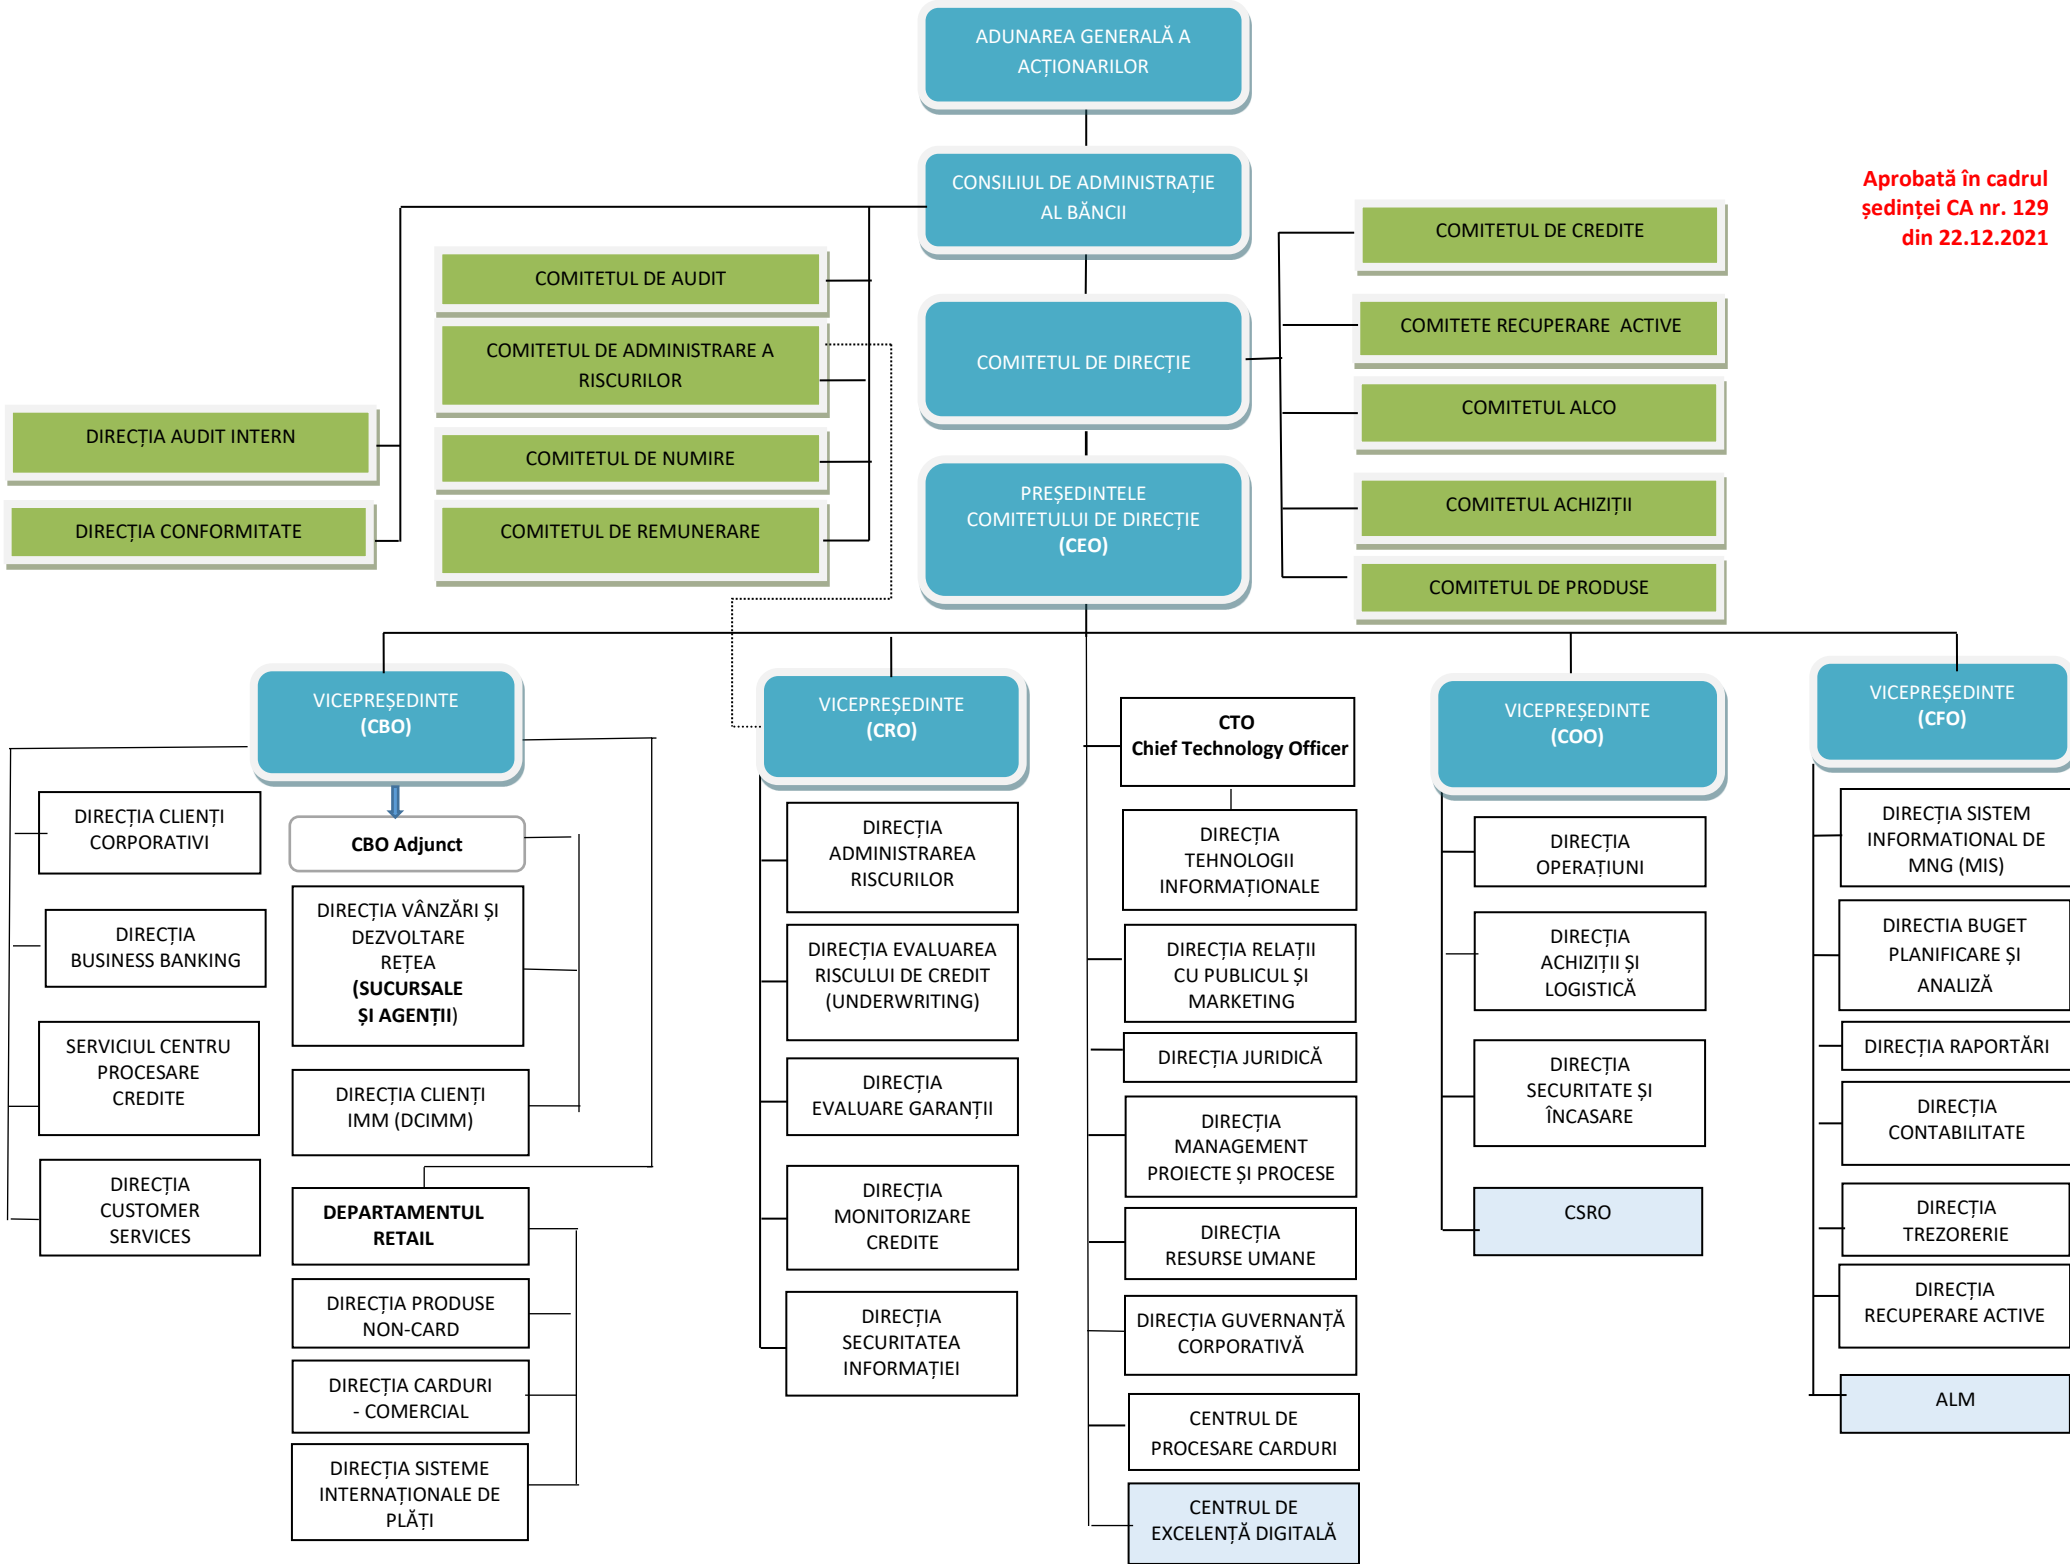 ADUNAREA GENERALĂ A
ACȚIONARILOR
CONSILIUL DE ADMINISTRAȚIE
AL BĂNCII
Aprobată în cadrul
ședinței CA nr. 129
din 22.12.2021
COMITETUL DE AUDIT
COMITETUL DE ADMINISTRARE A
RISCURILOR
COMITETUL DE NUMIRE
COMITETUL DE REMUNERARE
DIRECȚIA AUDIT INTERN
DIRECȚIA CONFORMITATE
COMITETUL DE DIRECȚIE
COMITETUL DE CREDITE
COMITETE RECUPERARE ACTIVE
COMITETUL ALCO
COMITETUL ACHIZIȚII
COMITETUL DE PRODUSE
PREȘEDINTELE
COMITETULUI DE DIRECȚIE
(CEO)
VICEPREȘEDINTE
(CBO)
DIRECȚIA CLIENȚI
CORPORATIVI
DIRECȚIA
BUSINESS BANKING
SERVICIUL CENTRU
PROCESARE
CREDITE
DIRECȚIA
CUSTOMER
SERVICES
CBO Adjunct
DIRECȚIA VÂNZĂRI ȘI
DEZVOLTARE
REȚEA
(SUCURSALE
ȘI AGENȚII)
DIRECȚIA CLIENȚI
IMM (DCIMM)
DEPARTAMENTUL
RETAIL
DIRECȚIA PRODUSE
NON-CARD
DIRECȚIA CARDURI
- COMERCIAL
DIRECȚIA SISTEME
INTERNAȚIONALE DE
PLĂȚI
VICEPREȘEDINTE
(CRO)
DIRECȚIA
ADMINISTRAREA
RISCURILOR
DIRECȚIA EVALUAREA
RISCULUI DE CREDIT
(UNDERWRITING)
DIRECȚIA
EVALUARE GARANȚII
DIRECȚIA
MONITORIZARE
CREDITE
DIRECȚIA
SECURITATEA
INFORMAȚIEI
CTO
Chief Technology Officer
DIRECȚIA
TEHNOLOGII
INFORMAȚIONALE
DIRECȚIA RELAȚII
CU PUBLICUL ȘI
MARKETING
DIRECȚIA JURIDICĂ
DIRECȚIA
MANAGEMENT
PROIECTE ȘI PROCESE
DIRECȚIA
RESURSE UMANE
DIRECȚIA GUVERNANȚĂ
CORPORATIVĂ
CENTRUL DE
PROCESARE CARDURI
CENTRUL DE
EXCELENȚĂ DIGITALĂ
VICEPREȘEDINTE
(COO)
DIRECȚIA
OPERAȚIUNI
DIRECȚIA
ACHIZIȚII ȘI
LOGISTICĂ
DIRECȚIA
SECURITATE ȘI
ÎNCASARE
CSRO
VICEPREȘEDINTE
(CFO)
DIRECȚIA SISTEM
INFORMATIONAL DE
MNG (MIS)
DIRECTIA BUGET
PLANIFICARE ȘI
ANALIZĂ
DIRECȚIA RAPORTĂRI
DIRECȚIA
CONTABILITATE
DIRECȚIA
TREZORERIE
DIRECȚIA
RECUPERARE ACTIVE
ALM